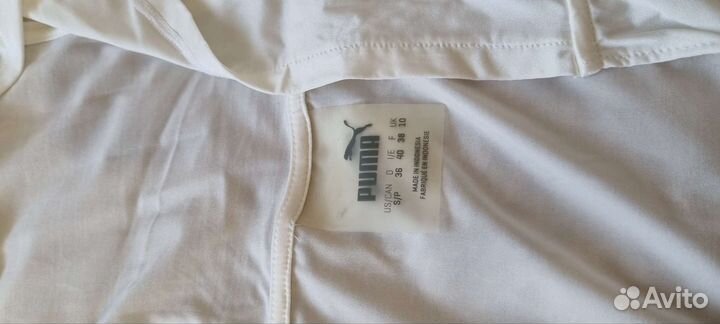 PUMA
US/CAN D I/E F UK
S/P 36 40 38 10
MADE IN INDONESIA
FABRIQUÉ EN INDONÉSIE
Avito